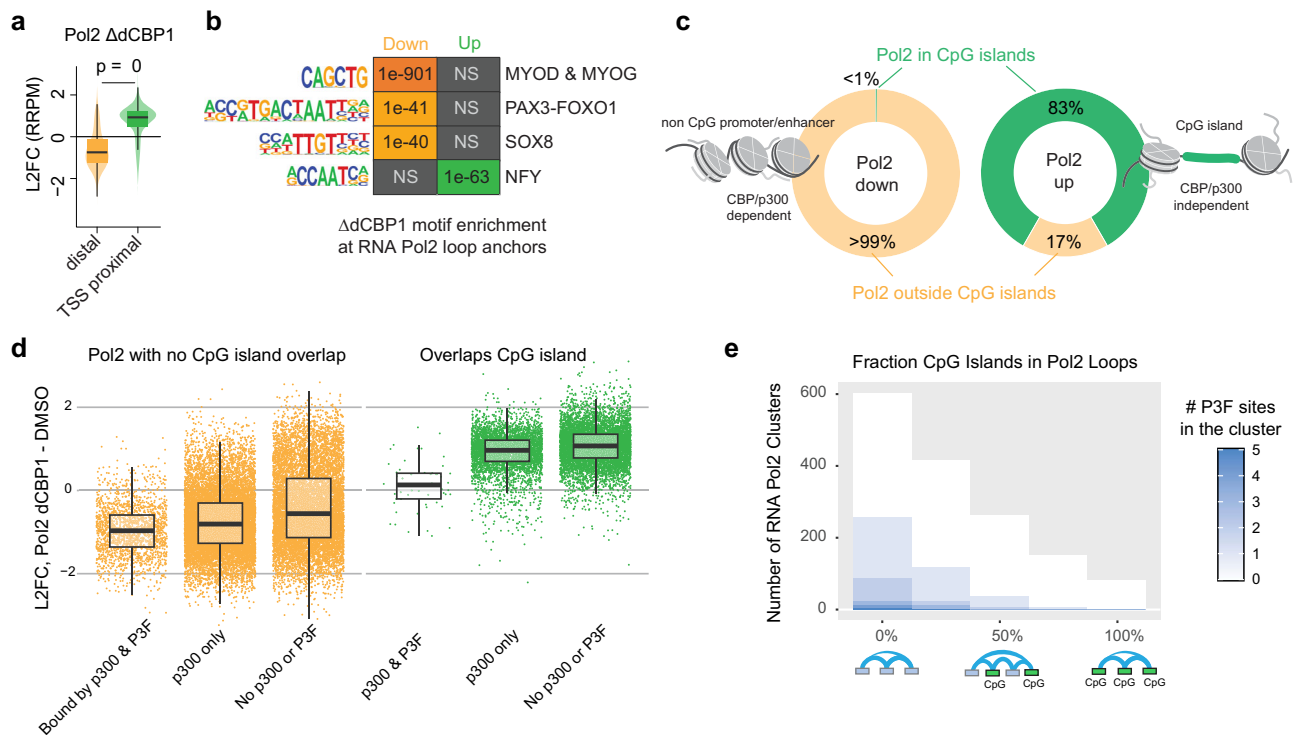 a
Pol2 ΔdCBP1
p = 0
L2FC (RRPM)
2
0
−2
distal
TSS proximal
b
Down
Up
CAGCTG
1e-901
NS
MYOD & MYOG
ACCGTGACTAATT
1e-41
NS
PAX3-FOXO1
TTGT
1e-40
NS
SOX8
CCAAT
NS
1e-63
NFY
ΔdCBP1 motif enrichment
at RNA Pol2 loop anchors
c
Pol2 in CpG islands
<1%
non CpG promoter/enhancer
Pol2
down
CBP/p300
dependent
>99%
83%
CpG island
Pol2
up
CBP/p300
independent
17%
Pol2 outside CpG islands
d
Pol2 with no CpG island overlap
Overlaps CpG island
L2FC, Pol2 dCBP1 - DMSO
2
0
−2
Bound by p300 & P3F
p300 only
No p300 or P3F
p300 & P3F
p300 only
No p300 or P3F
e
Fraction CpG Islands in Pol2 Loops
Number of RNA Pol2 Clusters
600
400
200
0
0%
50%
100%
CpG
CpG
CpG
CpG
CpG
# P3F sites
in the cluster
5
4
3
2
1
0